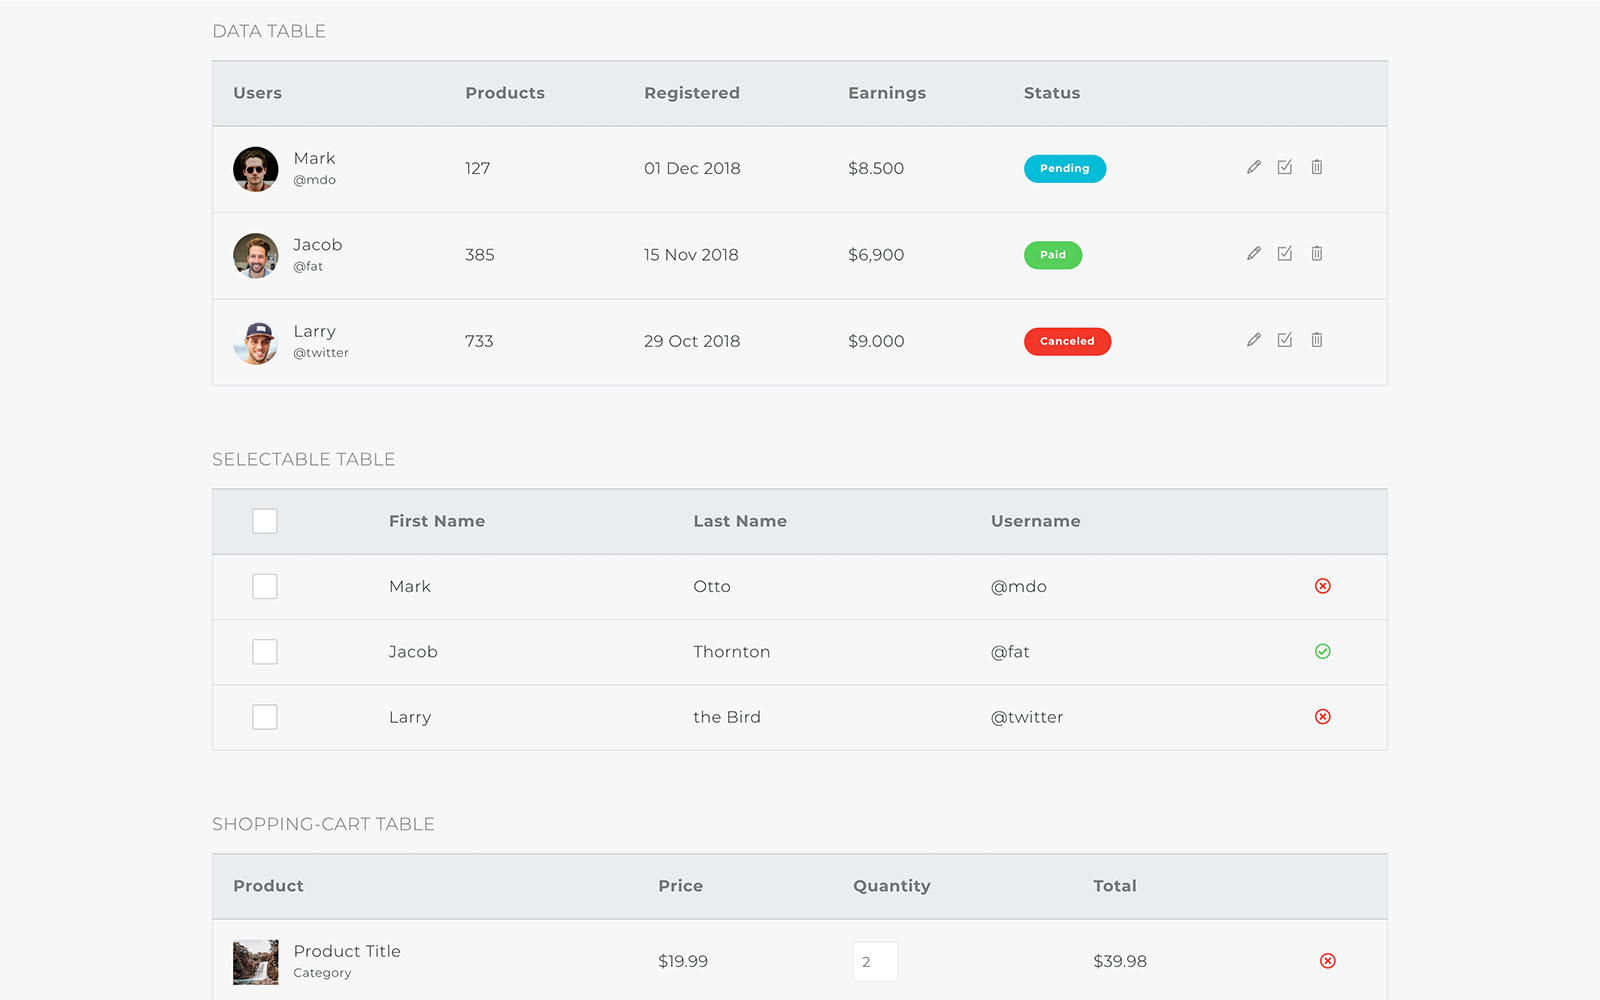 DATA TABLE
Users Products Registered Earnings Status
Mark
@mdo
127 01 Dec 2018 $8.500 Pending
Jacob
@fat
385 15 Nov 2018 $6,900 Paid
Larry
@twitter
733 29 Oct 2018 $9.000 Canceled
SELECTABLE TABLE
First Name Last Name Username
Mark Otto @mdo
Jacob Thornton @fat
Larry the Bird @twitter
SHOPPING-CART TABLE
Product Price Quantity Total
Product Title
Category
$19.99 2 $39.98